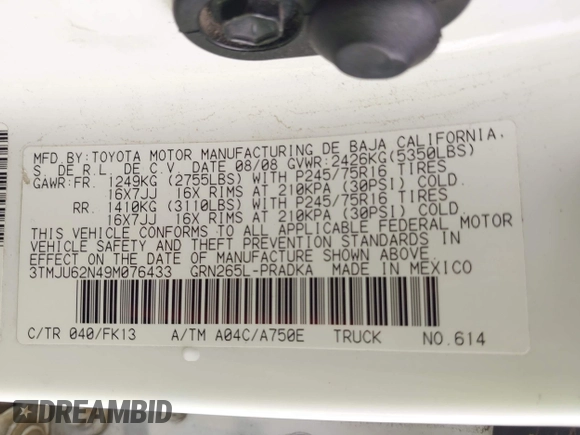 MFD.BY:TOYOTA MOTOR MANUFACTURING DE BAJA CALIFORNIA,
S. DE R.L. DE C.V. DATE 08/08 GVWR:2426KG(5350LBS)
GAWR:FR. 1249KG (2755LBS) WITH P245/75R16 TIRES
16X7JJ 16X RIMS AT 210KPA (30PSI) COLD.
RR. 1410KG (3110LBS) WITH P245/75R16 TIRES
16X7JJ 16X RIMS AT 210KPA (30PSI) COLD.
THIS VEHICLE CONFORMS TO ALL APPLICABLE FEDERAL MOTOR
VEHICLE SAFETY AND THEFT PREVENTION STANDARDS IN
EFFECT ON THE DATE OF MANUFACTURE SHOWN ABOVE.
3TMJU62N49M076433 GRN265L-PRADKA MADE IN MEXICO
C/TR 040/FK13 A/TM A04C/A750E TRUCK NO.614
DREAMBID